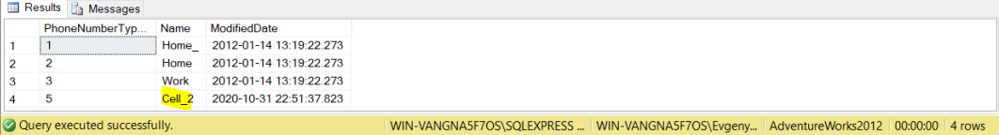 Results Messages
PhoneNumberTyp... Name ModifiedDate
1 1 Home_ 2012-01-14 13:19:22.273
2 2 Home 2012-01-14 13:19:22.273
3 3 Work 2012-01-14 13:19:22.273
4 5 Cell_2 2020-10-31 22:51:37.823
Query executed successfully. WIN-VANGNA5F7OS\SQLEXPRESS ... WIN-VANGNA5F7OS\Evgeny... AdventureWorks2012 00:00:00 4 rows